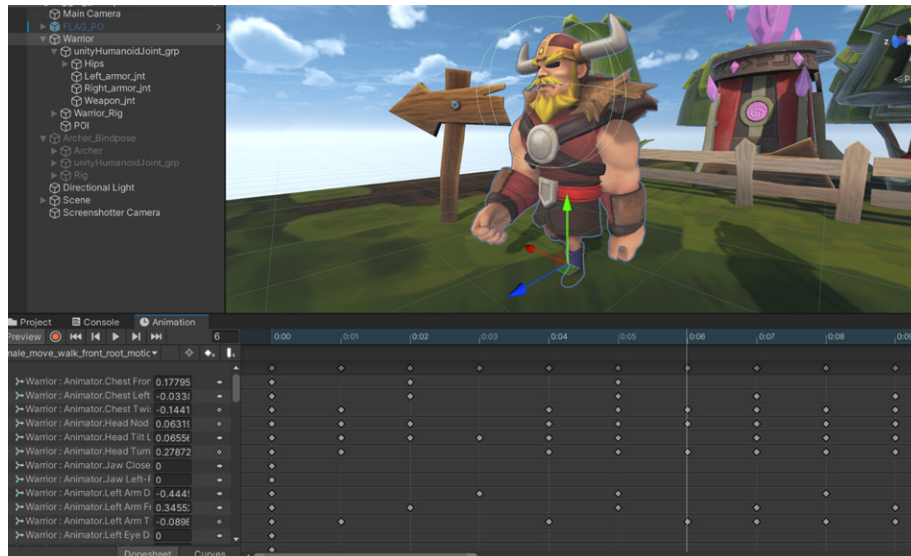 Main Camera
FLAG_PO
Warrior
unityHumanoidJoint_grp
Hips
Left_armor_jnt
Right_armor_jnt
Weapon_jnt
Warrior_Rig
POI
Archer_Bindpose
Archer
unityHumanoidJoint_grp
Rig
Directional Light
Scene
Screenshotter Camera
Project Console Animation
Preview 6 0:00 0:01 0:02 0:03 0:04 0:05 0:06 0:07 0:08 0:0
nale_move_walk_front_root_motic
Warrior : Animator.Chest Fror 0.17795
Warrior : Animator.Chest Left
Warrior : Animator.Chest Twi -0.1441
Warrior : Animator.Head Nod 0.0631
Warrior : Animator.Head Tilt L 0.0655
Warrior : Animator.Head Turn 0.27872
Warrior : Animator.Jaw Close 0
Warrior : Animator.Jaw Left- 0
Warrior : Animator.Left Arm D -0.444
Warrior : Animator.Left Arm F 0.3455
Warrior : Animator.Left Arm T -0.089
Warrior : Animator.Left Eye D 0
Dopesheet Curves